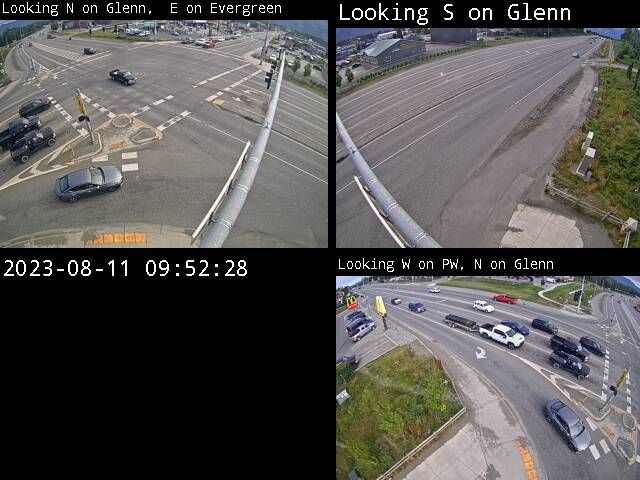 Looking N on Glenn,  E on Evergreen
Looking S on Glenn
2023-08-11 09:52:28
Looking W on PW, N on Glenn